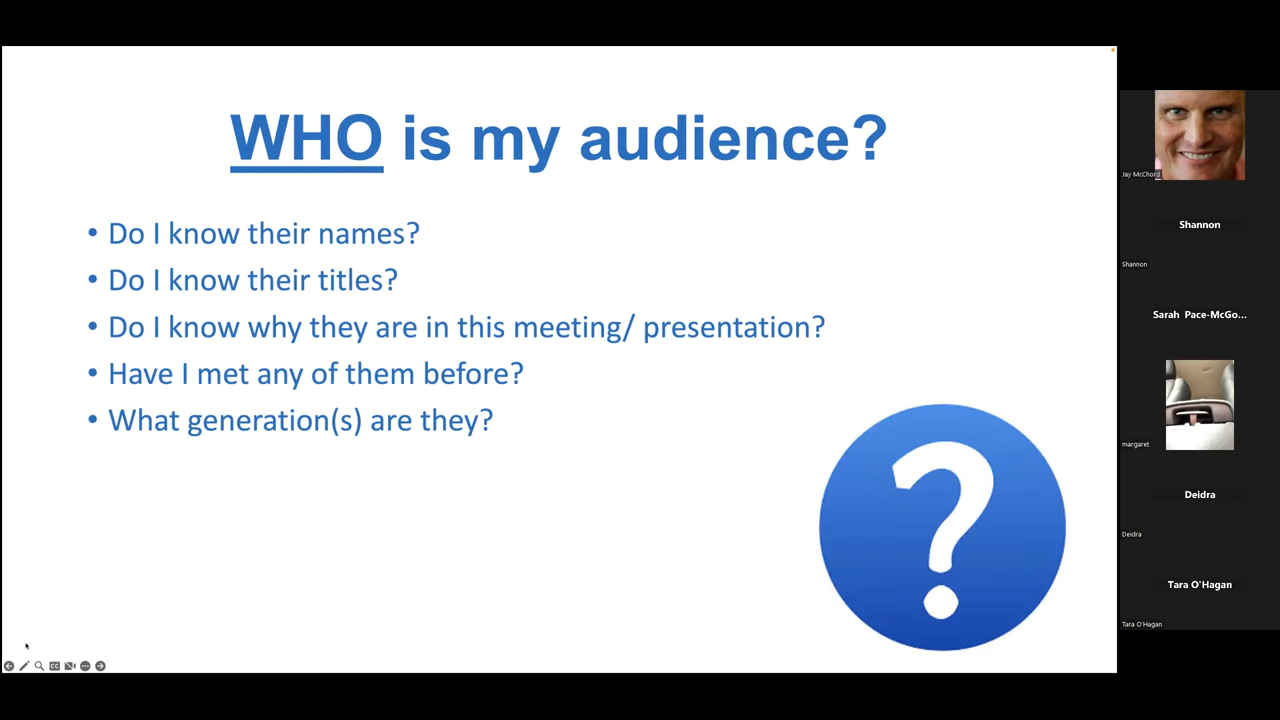 WHO is my audience?
• Do I know their names?
• Do I know their titles?
• Do I know why they are in this meeting/ presentation?
• Have I met any of them before?
• What generation(s) are they?
?
CC
Jay McChord
Shannon
Shannon
Sarah Pace-McGo...
margaret
Deidra
Deidra
Tara O'Hagan
Tara O'Hagan